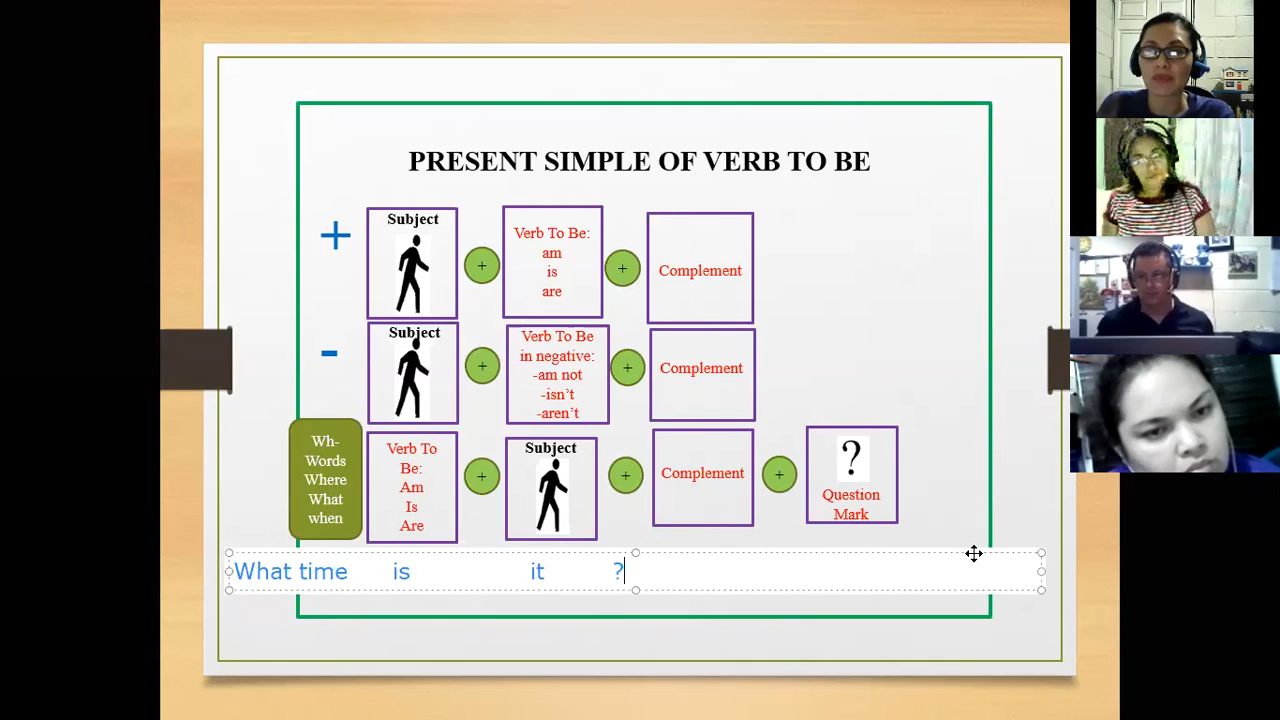 PRESENT SIMPLE OF VERB TO BE
+
Subject
+
Verb To Be:
am
is
are
+
Complement
-
Subject
+
Verb To Be
in negative:
-am not
-isn't
-aren't
+
Complement
Wh-
Words
Where
What
when
Verb To
Be:
Am
Is
Are
+
Subject
+
Complement
+
?
Question
Mark
What time is it ?